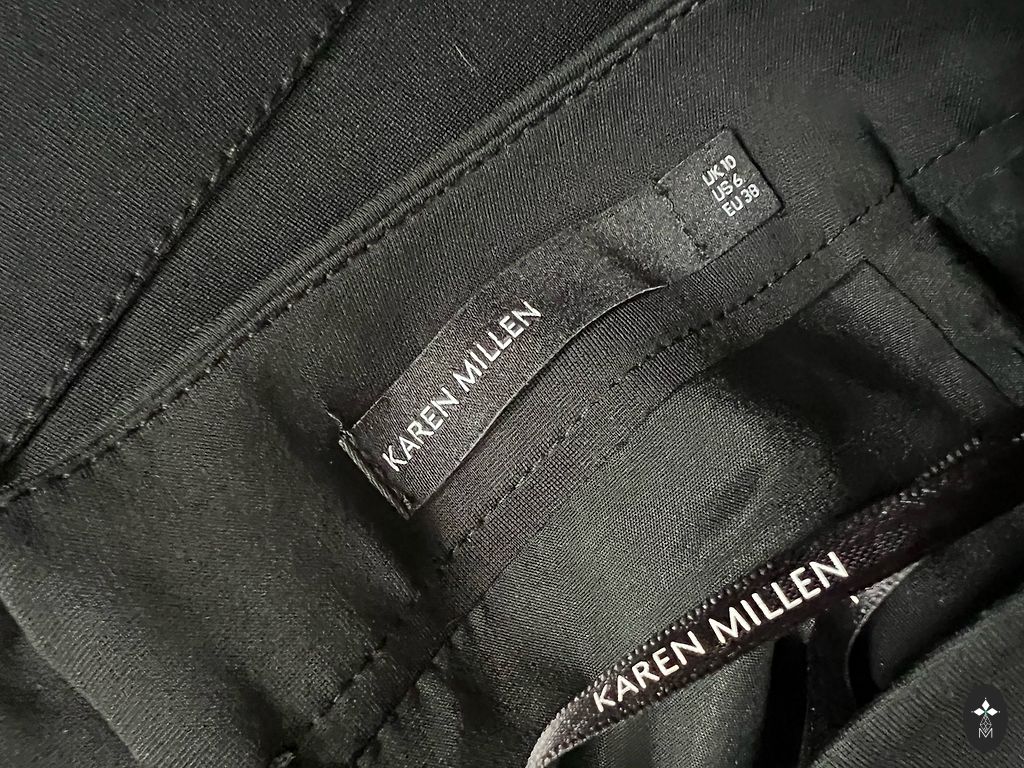 UK 10
US 6
EU 38
KAREN MILLEN
KAREN MILLEN